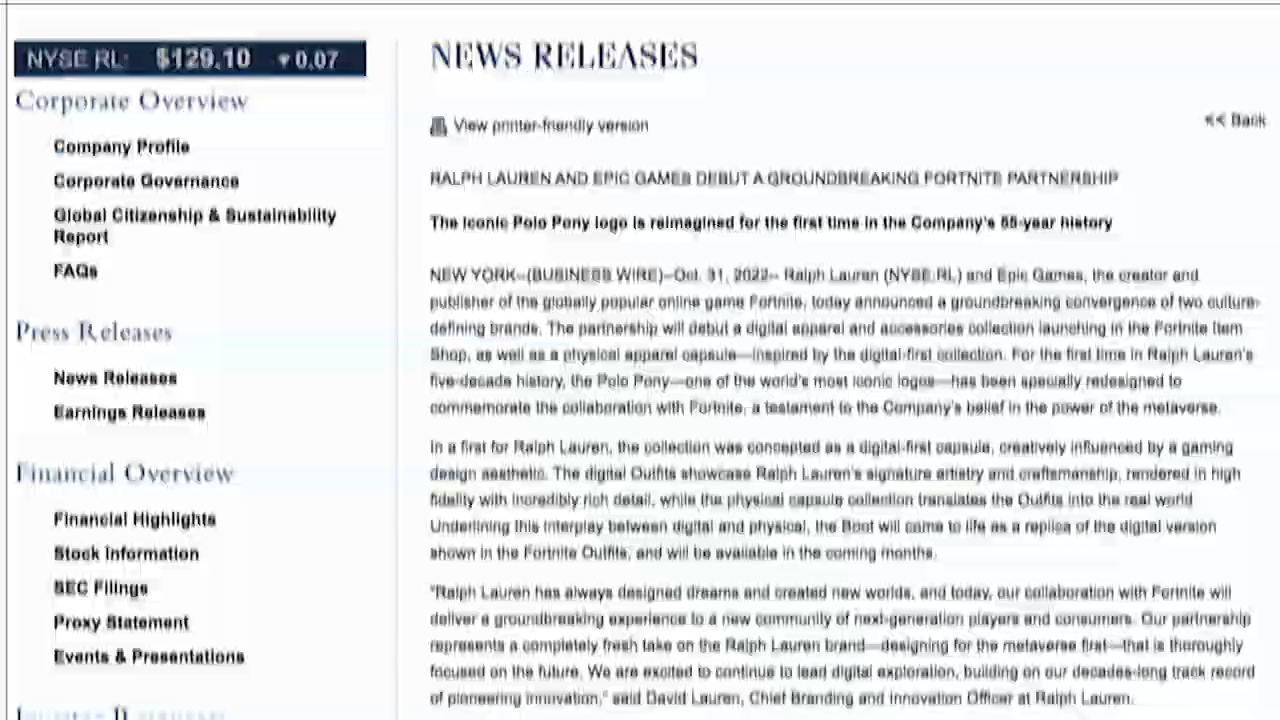 NYSE RL: $129.10 ▼0.07
Corporate Overview
Company Profile
Corporate Governance
Global Citizenship & Sustainability
Report
FAQs
Press Releases
News Releases
Earnings Releases
Financial Overview
Financial Highlights
Stock Information
SEC Filings
Proxy Statement
Events & Presentations
NEWS RELEASES
View printer-friendly version
<< Back
RALPH LAUREN AND EPIC GAMES DEBUT A GROUNDBREAKING FORTNITE PARTNERSHIP
The Iconic Polo Pony logo is reimagined for the first time in the Company's 55-year history
NEW YORK--(BUSINESS WIRE)--Oct. 31, 2022-- Ralph Lauren (NYSE:RL) and Epic Games, the creator and
publisher of the globally popular online game Fortnite, today announced a groundbreaking convergence of two culture-
defining brands. The partnership will debut a digital apparel and accessories collection launching in the Fortnite Item
Shop, as well as a physical apparel capsule—inspired by the digital-first collection. For the first time in Ralph Lauren's
five-decade history, the Polo Pony—one of the world's most iconic logos—has been specially redesigned to
commemorate the collaboration with Fortnite, a testament to the Company's belief in the power of the metaverse.
In a first for Ralph Lauren, the collection was concepted as a digital-first capsule, creatively influenced by a gaming
design aesthetic. The digital Outfits showcase Ralph Lauren's signature artistry and craftsmanship, rendered in high
fidelity with incredibly rich detail, while the physical capsule collection translates the Outfits into the real world.
Underlining this interplay between digital and physical, the Boot will come to life as a replica of the digital version
shown in the Fortnite Outfits, and will be available in the coming months.
"Ralph Lauren has always designed dreams and created new worlds, and today, our collaboration with Fortnite will
deliver a groundbreaking experience to a new community of next-generation players and consumers. Our partnership
represents a completely fresh take on the Ralph Lauren brand—designing for the metaverse first—that is thoroughly
focused on the future. We are excited to continue to lead digital exploration, building on our decades-long track record
of pioneering innovation," said David Lauren, Chief Branding and Innovation Officer at Ralph Lauren.